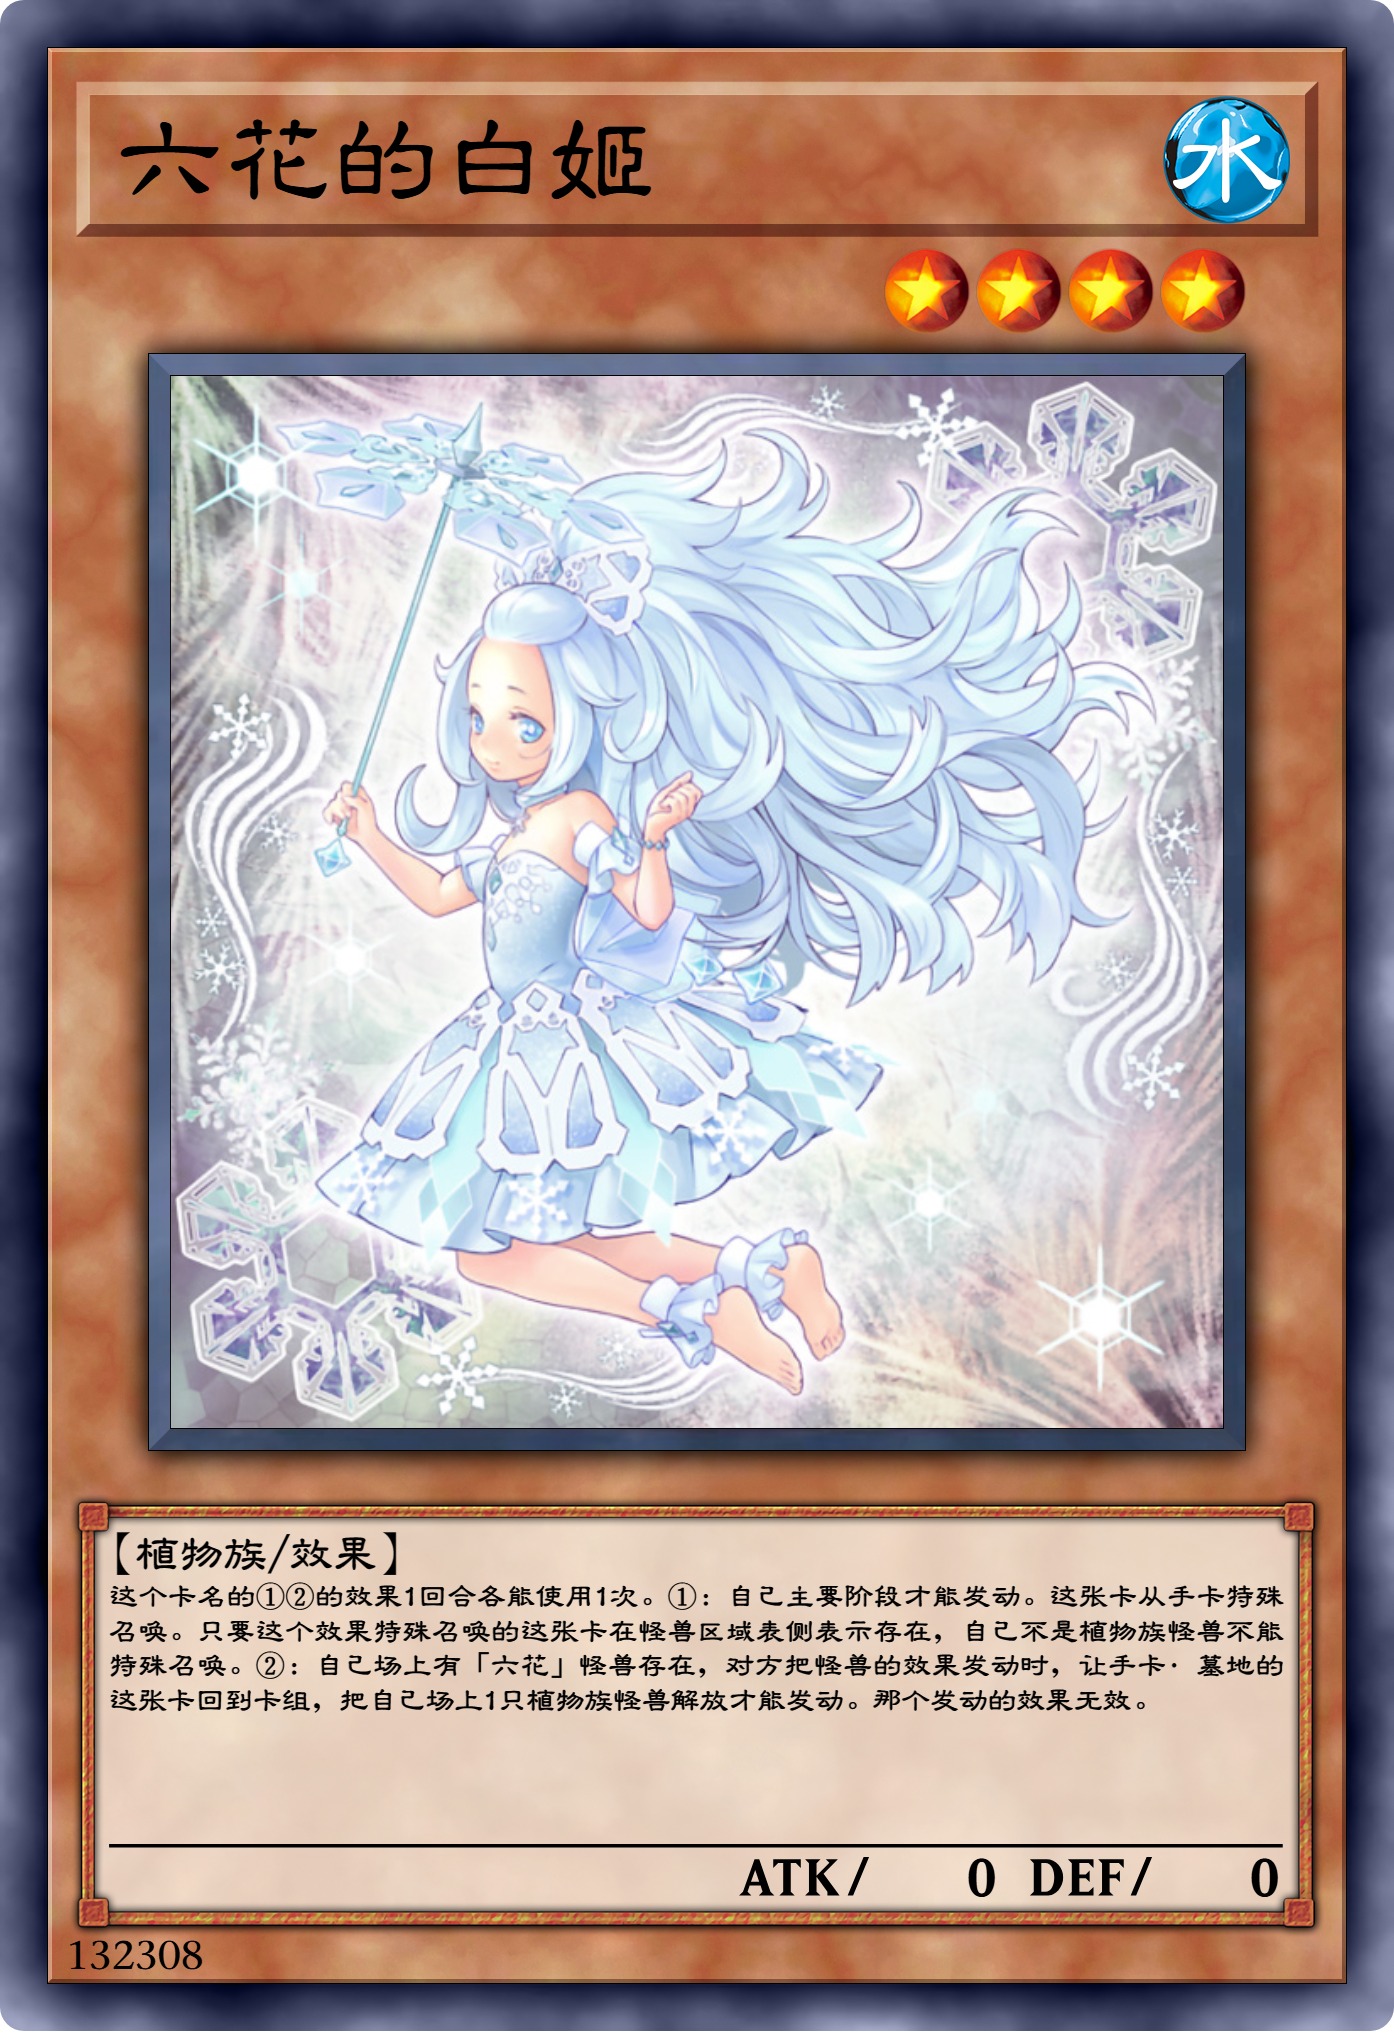 六花的白姬
水
【植物族/效果】
这个卡名的①②的效果1回合各能使用1次。①：自己主要阶段才能发动。这张卡从手卡特殊
召唤。只要这个效果特殊召唤的这张卡在怪兽区域表侧表示存在，自己不是植物族怪兽不能
特殊召唤。②：自己场上有「六花」怪兽存在，对方把怪兽的效果发动时，让手卡·墓地的
这张卡回到卡组，把自己场上1只植物族怪兽解放才能发动。那个发动的效果无效。
ATK/ 0 DEF/ 0
132308